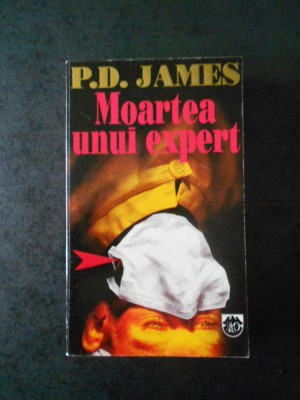 P.D. JAMES
Moartea
unui expert